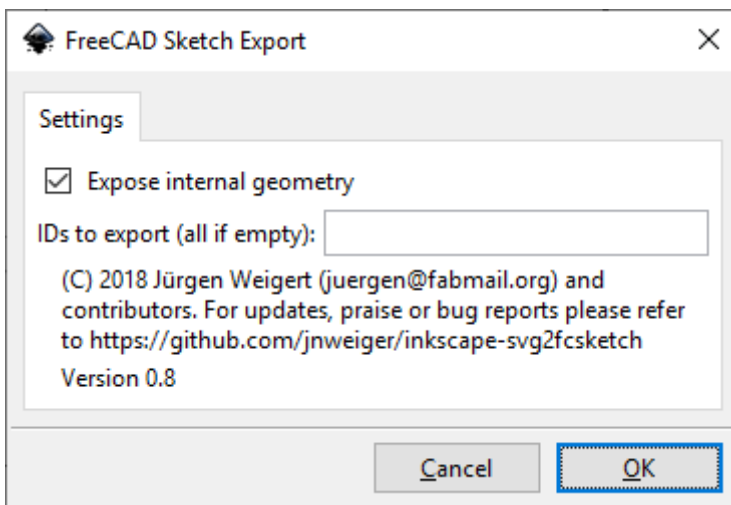 FreeCAD Sketch Export
Settings
Expose internal geometry
IDs to export (all if empty):
(C) 2018 Jürgen Weigert (juergen@fabmail.org) and
contributors. For updates, praise or bug reports please refer
to https://github.com/jnweiger/inkscape-svg2fcsketch
Version 0.8
Cancel
OK